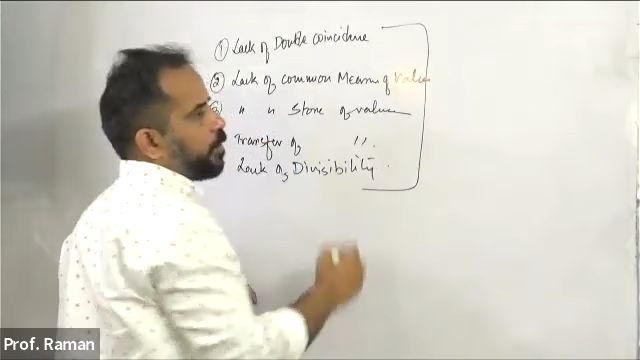 ① Lack of Double coincidence
② Lack of common Means of Value
③ " " Store of value
Transfer of ".
Lack of Divisibility.
Prof. Raman